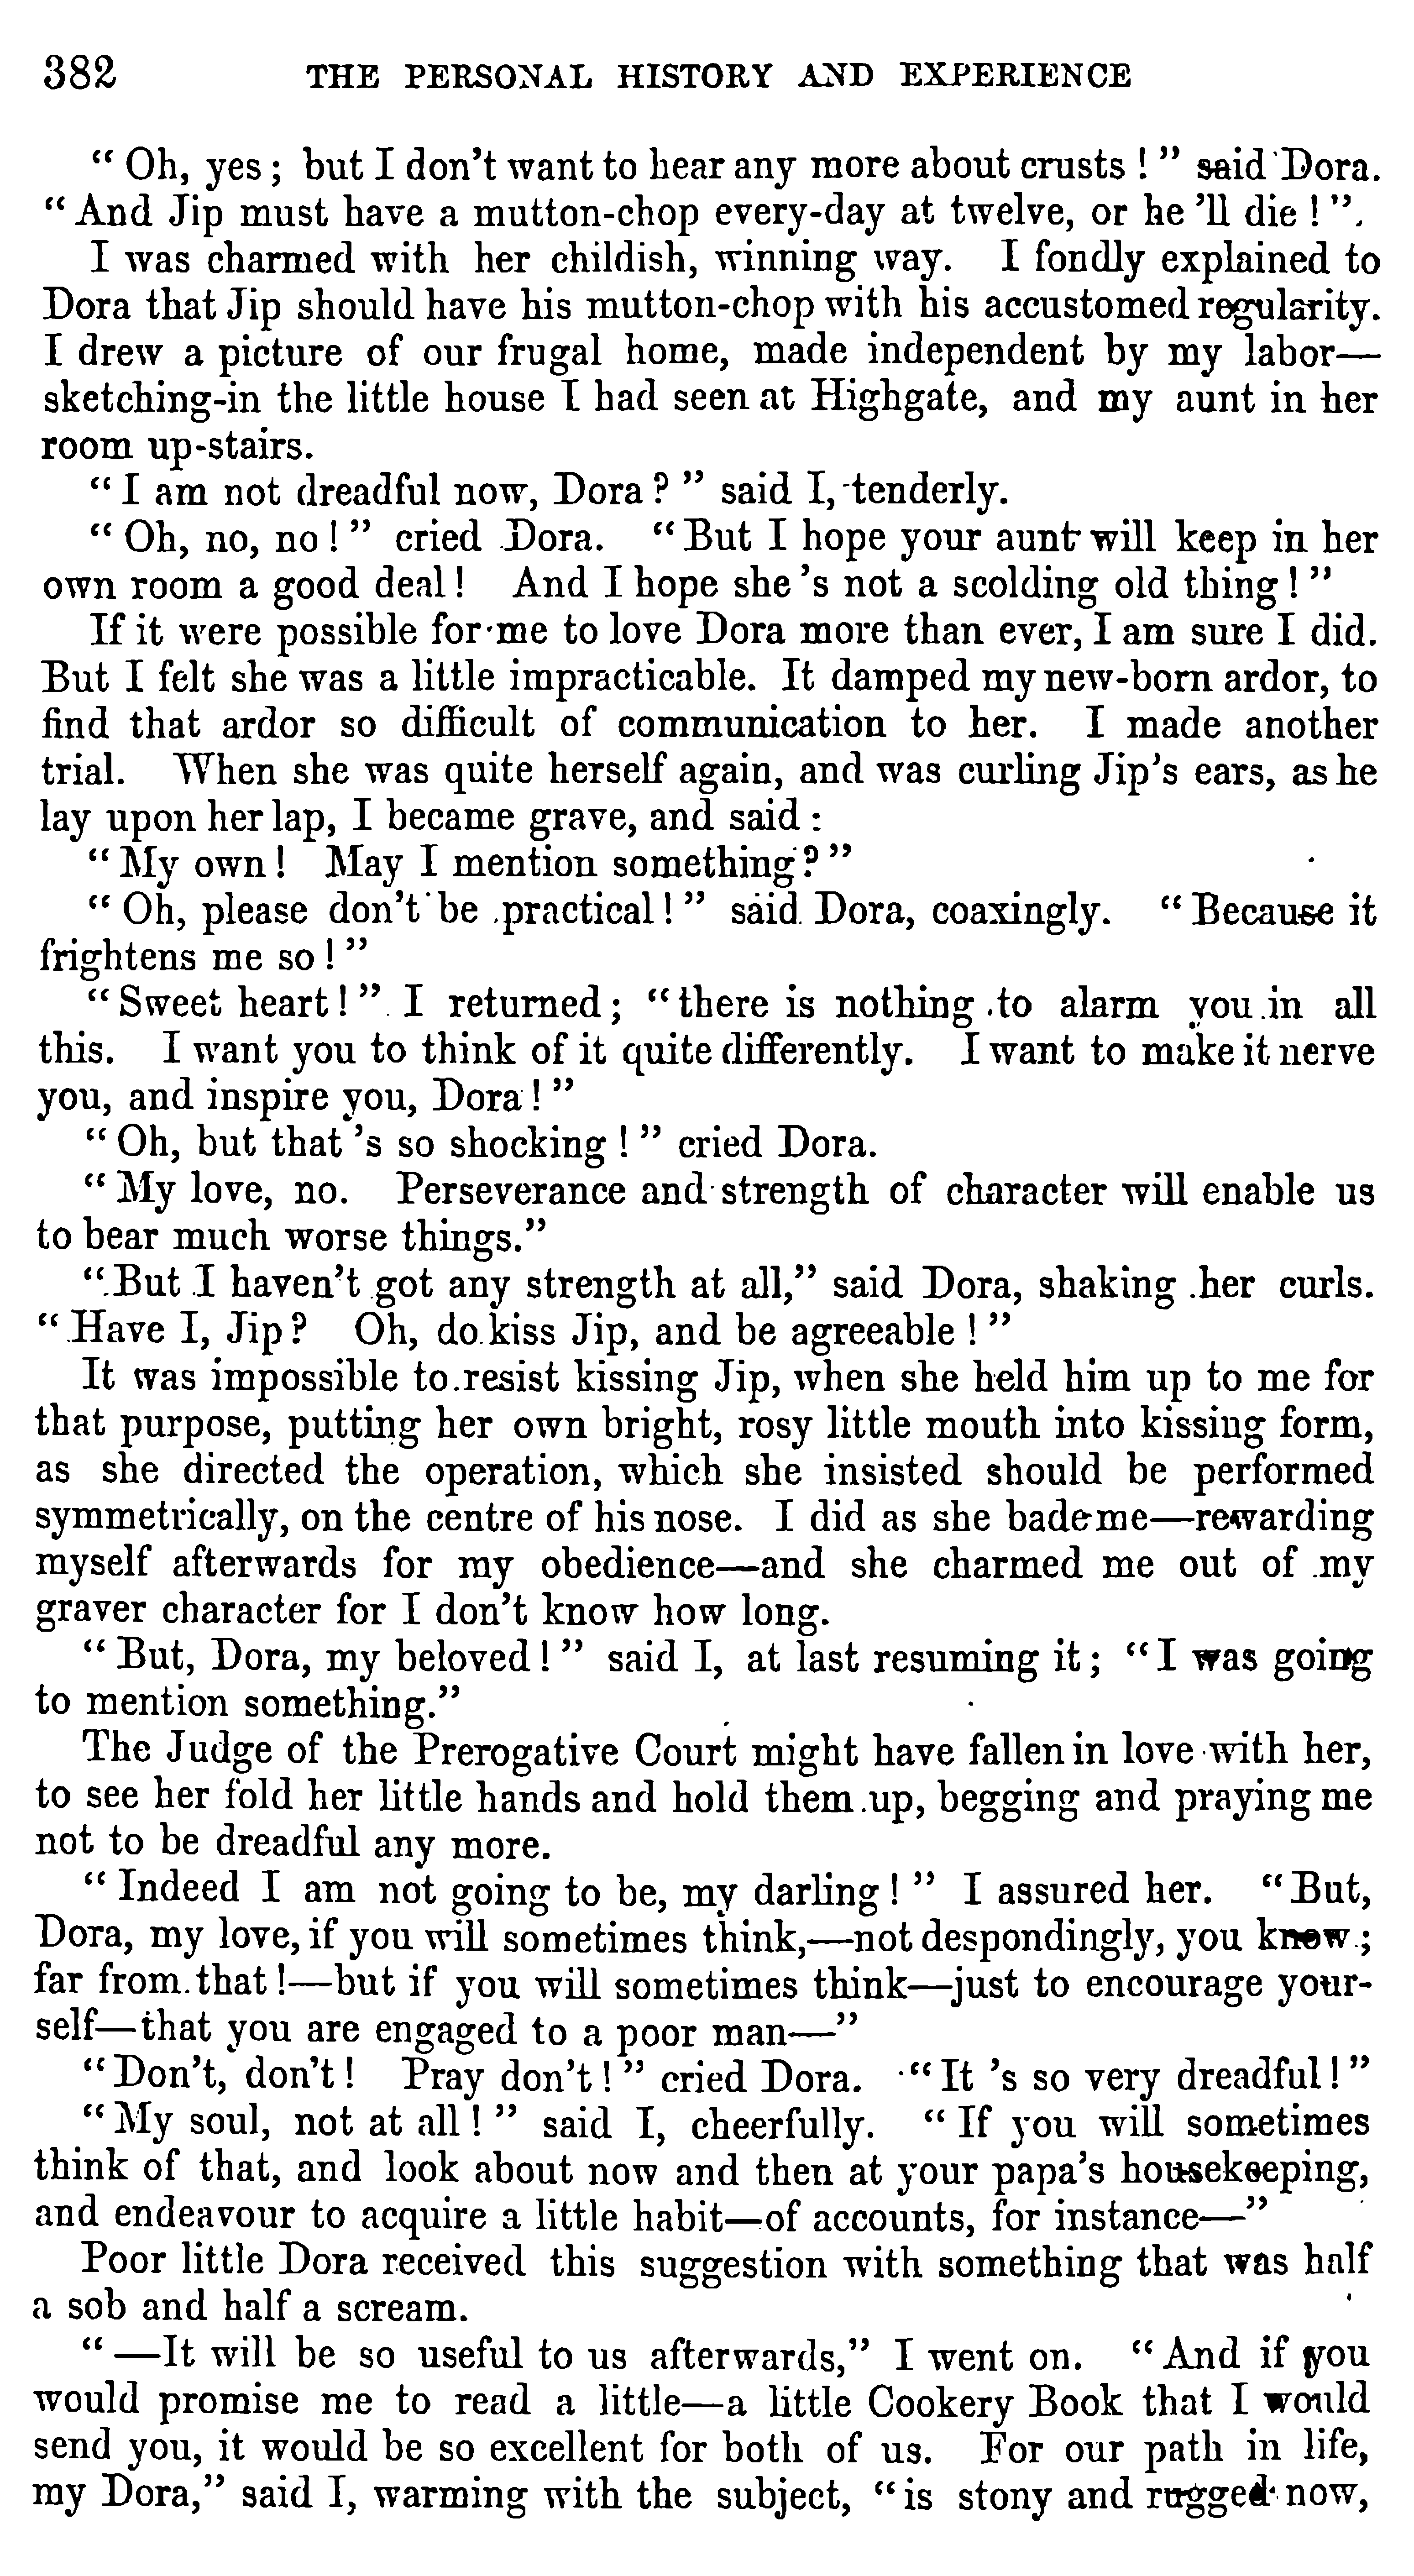 382 THE PERSONAL HISTORY AND EXPERIENCE
" Oh, yes ; but I don't want to hear any more about crusts ! " said Dora.
" And Jip must have a mutton-chop every-day at twelve, or he 'll die ! ".
I was charmed with her childish, winning way. I fondly explained to
Dora that Jip should have his mutton-chop with his accustomed regularity.
I drew a picture of our frugal home, made independent by my labor—
sketching-in the little house I had seen at Highgate, and my aunt in her
room up-stairs.
" I am not dreadful now, Dora ? " said I, tenderly.
" Oh, no, no ! " cried Dora. " But I hope your aunt will keep in her
own room a good deal ! And I hope she 's not a scolding old thing ! "
If it were possible for me to love Dora more than ever, I am sure I did.
But I felt she was a little impracticable. It damped my new-born ardor, to
find that ardor so difficult of communication to her. I made another
trial. When she was quite herself again, and was curling Jip's ears, as he
lay upon her lap, I became grave, and said :
" My own ! May I mention something ? "
" Oh, please don't be practical ! " said Dora, coaxingly. " Because it
frightens me so ! "
" Sweet heart ! " I returned ; " there is nothing to alarm you in all
this. I want you to think of it quite differently. I want to make it nerve
you, and inspire you, Dora ! "
" Oh, but that 's so shocking ! " cried Dora.
" My love, no. Perseverance and strength of character will enable us
to bear much worse things."
" But I haven't got any strength at all," said Dora, shaking her curls.
" Have I, Jip ? Oh, do kiss Jip, and be agreeable ! "
It was impossible to resist kissing Jip, when she held him up to me for
that purpose, putting her own bright, rosy little mouth into kissing form,
as she directed the operation, which she insisted should be performed
symmetrically, on the centre of his nose. I did as she bade me—rewarding
myself afterwards for my obedience—and she charmed me out of my
graver character for I don't know how long.
" But, Dora, my beloved ! " said I, at last resuming it ; " I was going
to mention something."
The Judge of the Prerogative Court might have fallen in love with her,
to see her fold her little hands and hold them up, begging and praying me
not to be dreadful any more.
" Indeed I am not going to be, my darling ! " I assured her. " But,
Dora, my love, if you will sometimes think,—not despondingly, you know ;
far from that !—but if you will sometimes think—just to encourage your-
self—that you are engaged to a poor man—"
" Don't, don't ! Pray don't ! " cried Dora. " It 's so very dreadful ! "
" My soul, not at all ! " said I, cheerfully. " If you will sometimes
think of that, and look about now and then at your papa's housekeeping,
and endeavour to acquire a little habit—of accounts, for instance—"
Poor little Dora received this suggestion with something that was half
a sob and half a scream.
" —It will be so useful to us afterwards," I went on. " And if you
would promise me to read a little—a little Cookery Book that I would
send you, it would be so excellent for both of us. For our path in life,
my Dora," said I, warming with the subject, " is stony and rugged now,